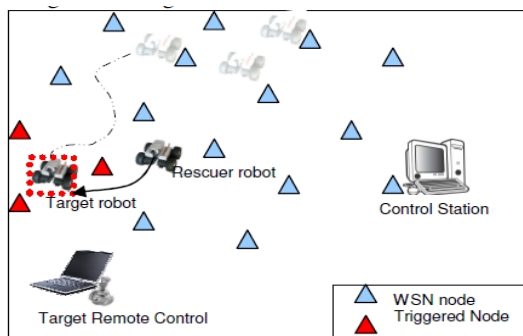 Rescuer robot
Target robot
Control Station
Target Remote Control
WSN node
Triggered Node